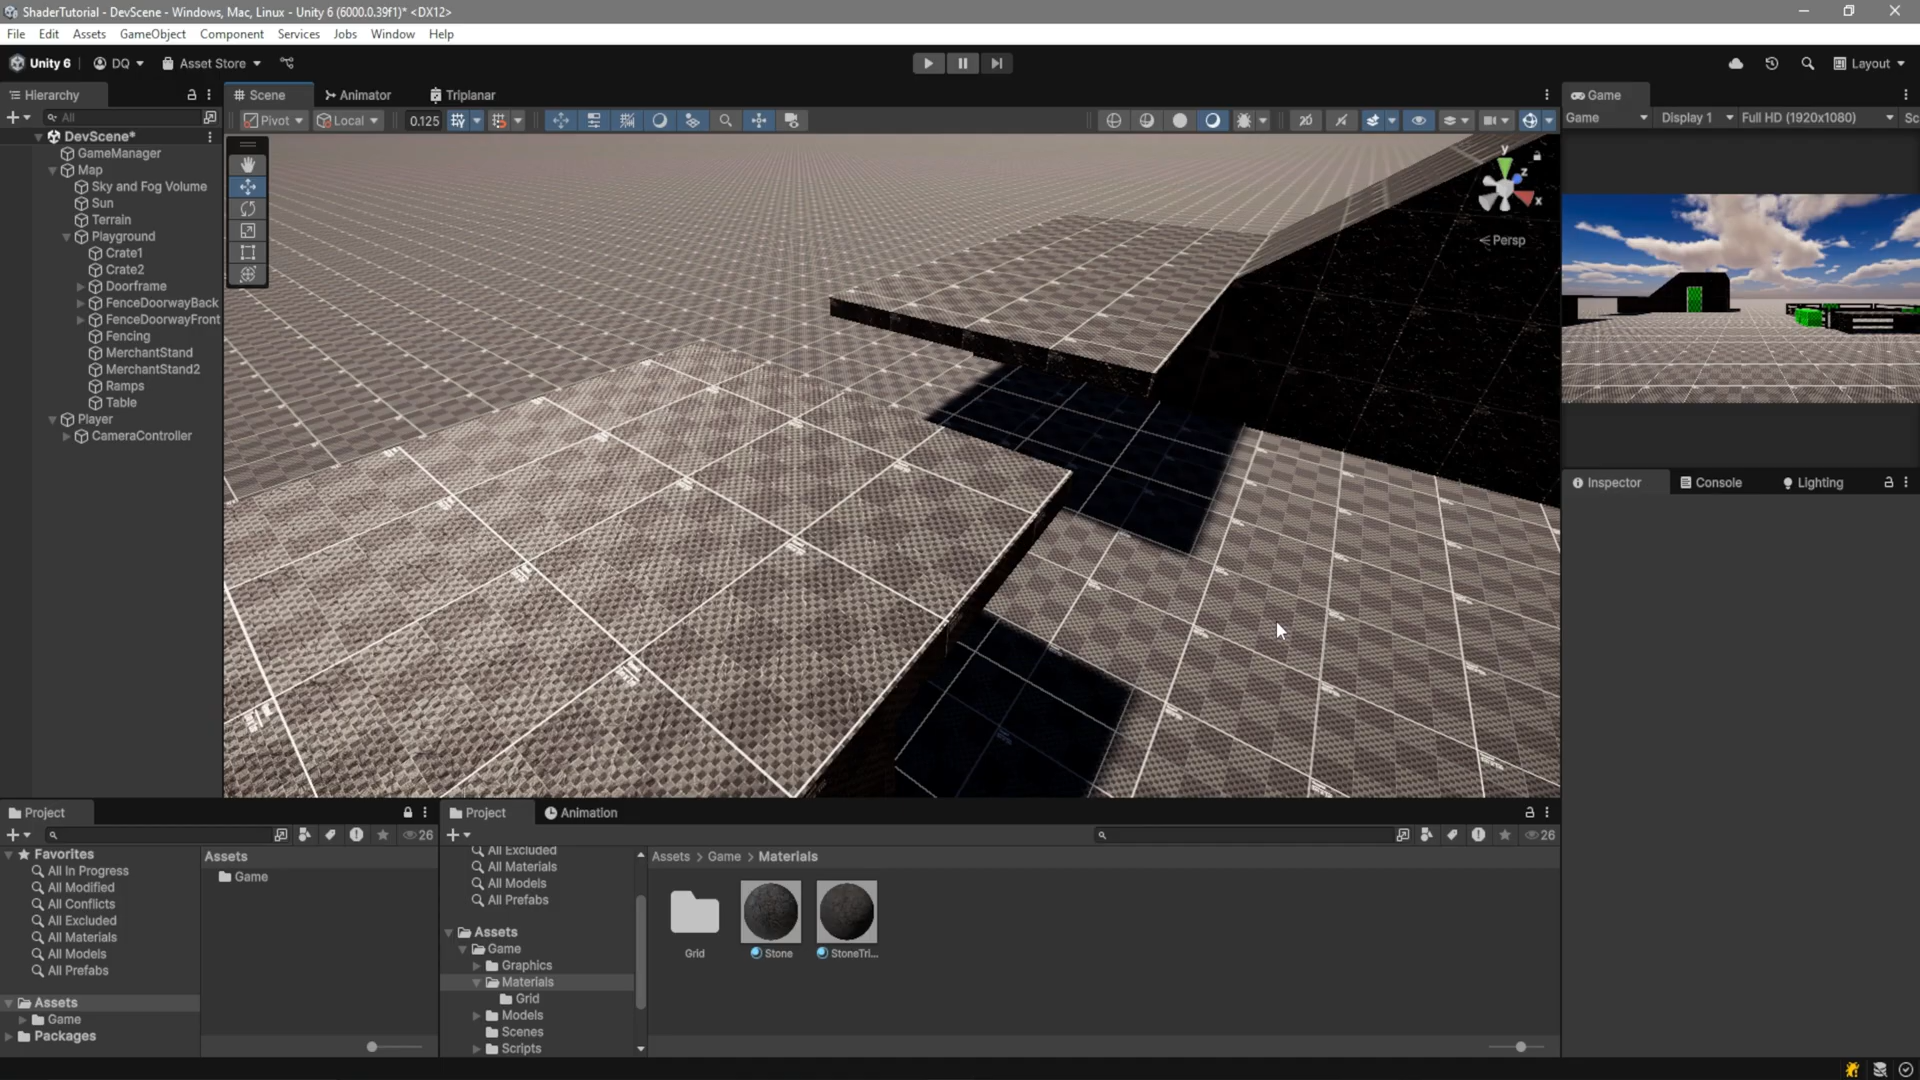 ShaderTutorial - DevScene - Windows, Mac, Linux - Unity 6 (6000.0.39f1)* <DX12>
File Edit Assets GameObject Component Services Jobs Window Help
Unity 6 DQ Asset Store Layout
Hierarchy
All
DevScene*
GameManager
Map
Sky and Fog Volume
Sun
Terrain
Playground
Crate1
Crate2
Doorframe
FenceDoorwayBack
FenceDoorwayFront
Fencing
MerchantStand
MerchantStand2
Ramps
Table
Player
CameraController
Scene Animator Triplanar
Pivot Local 0.125 2D
y
z
x
Persp
Game
Game Display 1 Full HD (1920x1080) Sc
Inspector Console Lighting
Project
26
Favorites
All In Progress
All Modified
All Conflicts
All Excluded
All Materials
All Models
All Prefabs
Assets
Game
Packages
Assets
Game
Project Animation
26
All Excluded
All Materials
All Models
All Prefabs
Assets
Game
Graphics
Materials
Grid
Models
Scenes
Scripts
Assets > Game > Materials
Grid Stone StoneTri...